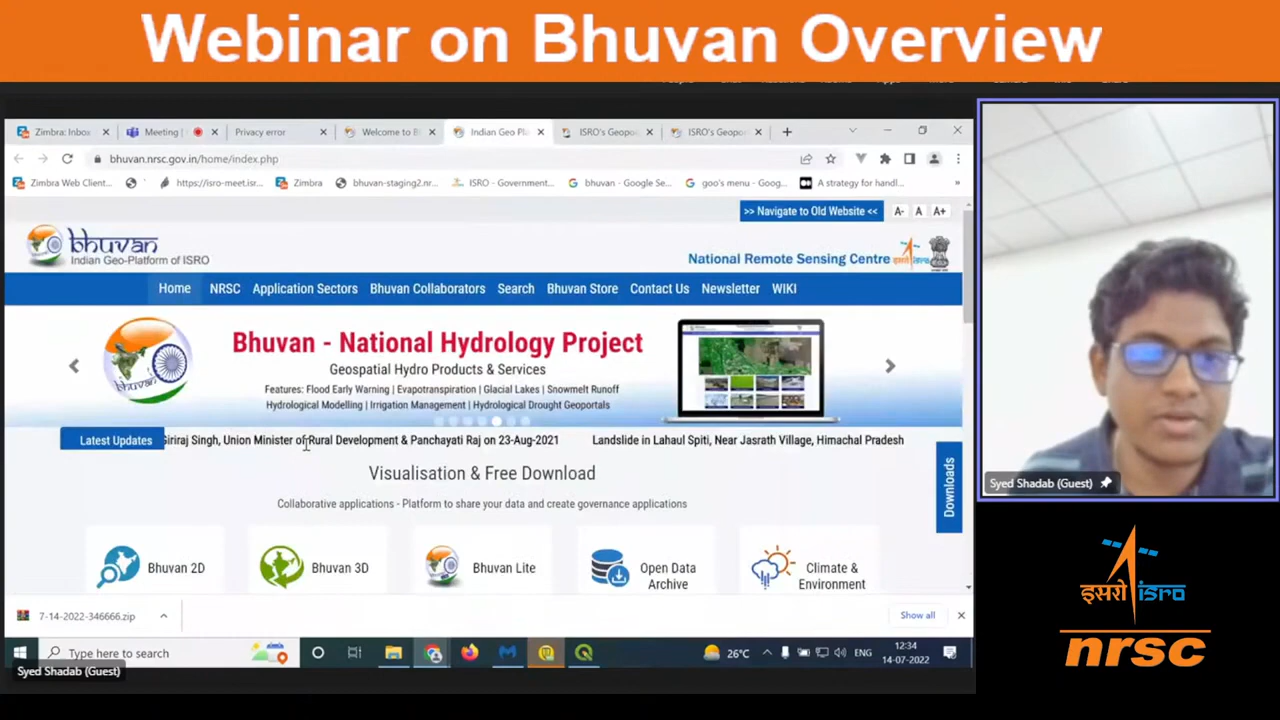 Webinar on Bhuvan Overview
Zimbra: Inbox
Meeting |
Privacy error
Welcome to B
Indian Geo Pla
ISRO's Geopo
ISRO's Geopo
bhuvan.nrsc.gov.in/home/index.php
Zimbra Web Client...
https://isro-meet.isr...
Zimbra
bhuvan-staging2.nr...
ISRO - Government...
bhuvan - Google Se...
goo's menu - Goog...
A strategy for handl...
»
>> Navigate to Old Website <<
A- A A+
bhuvan
Indian Geo-Platform of ISRO
National Remote Sensing Centre
इसरो isro
Home NRSC Application Sectors Bhuvan Collaborators Search Bhuvan Store Contact Us Newsletter WIKI
Bhuvan - National Hydrology Project
Geospatial Hydro Products & Services
Features: Flood Early Warning | Evapotranspiration | Glacial Lakes | Snowmelt Runoff
Hydrological Modelling | Irrigation Management | Hydrological Drought Geoportals
bhuvan
Latest Updates
Giriraj Singh, Union Minister of Rural Development & Panchayati Raj on 23-Aug-2021
Landslide in Lahaul Spiti, Near Jasrath Village, Himachal Pradesh
Visualisation & Free Download
Collaborative applications - Platform to share your data and create governance applications
Downloads
Bhuvan 2D
Bhuvan 3D
Bhuvan Lite
Open Data
Archive
Climate &
Environment
7-14-2022-346666.zip
Show all
Type here to search
26°C
ENG
12:34
14-07-2022
Syed Shadab (Guest)
Syed Shadab (Guest)
इसरो isro
nrsc